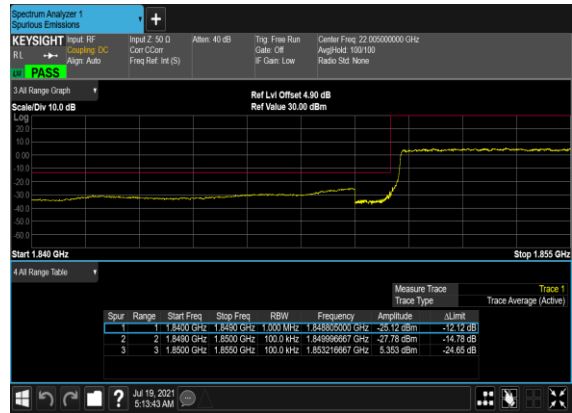 Spectrum Analyzer 1
Spurious Emissions
KEYSIGHT Input: RF Input Z: 50 Ω Atten: 40 dB Trig: Free Run Center Freq: 22.005000000 GHz
RL Coupling: DC Corr CCorr Gate: Off Avg|Hold: 100/100
Align: Auto Freq Ref: Int (S) IF Gain: Low Radio Std: None
PASS
3 All Range Graph
Ref Lvl Offset 4.90 dB
Scale/Div 10.0 dB Ref Value 30.00 dBm
Log
20.0
10.0
0.00
-10.0
-20.0
-30.0
-40.0
-50.0
-60.0
Start 1.840 GHz Stop 1.855 GHz
4 All Range Table
Measure Trace Trace 1
Trace Type Trace Average (Active)
Spur Range Start Freq Stop Freq RBW Frequency Amplitude ΔLimit
1 1 1.8400 GHz 1.8490 GHz 1.000 MHz 1.848805000 GHz -25.12 dBm -12.12 dB
2 2 1.8490 GHz 1.8500 GHz 100.0 kHz 1.849996667 GHz -27.78 dBm -14.78 dB
3 3 1.8500 GHz 1.8550 GHz 100.0 kHz 1.853216667 GHz 5.353 dBm -24.65 dB
? Jul 19, 2021
5:13:43 AM